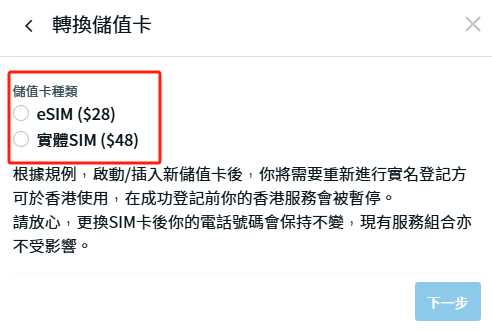 轉換儲值卡
儲值卡種類
eSIM ($28)
實體SIM ($48)
根據規例，啟動/插入新儲值卡後，你將需要重新進行實名登記方
可於香港使用，在成功登記前你的香港服務會被暫停。
請放心，更換SIM卡後你的電話號碼會保持不變，現有服務組合亦
不受影響。
下一步